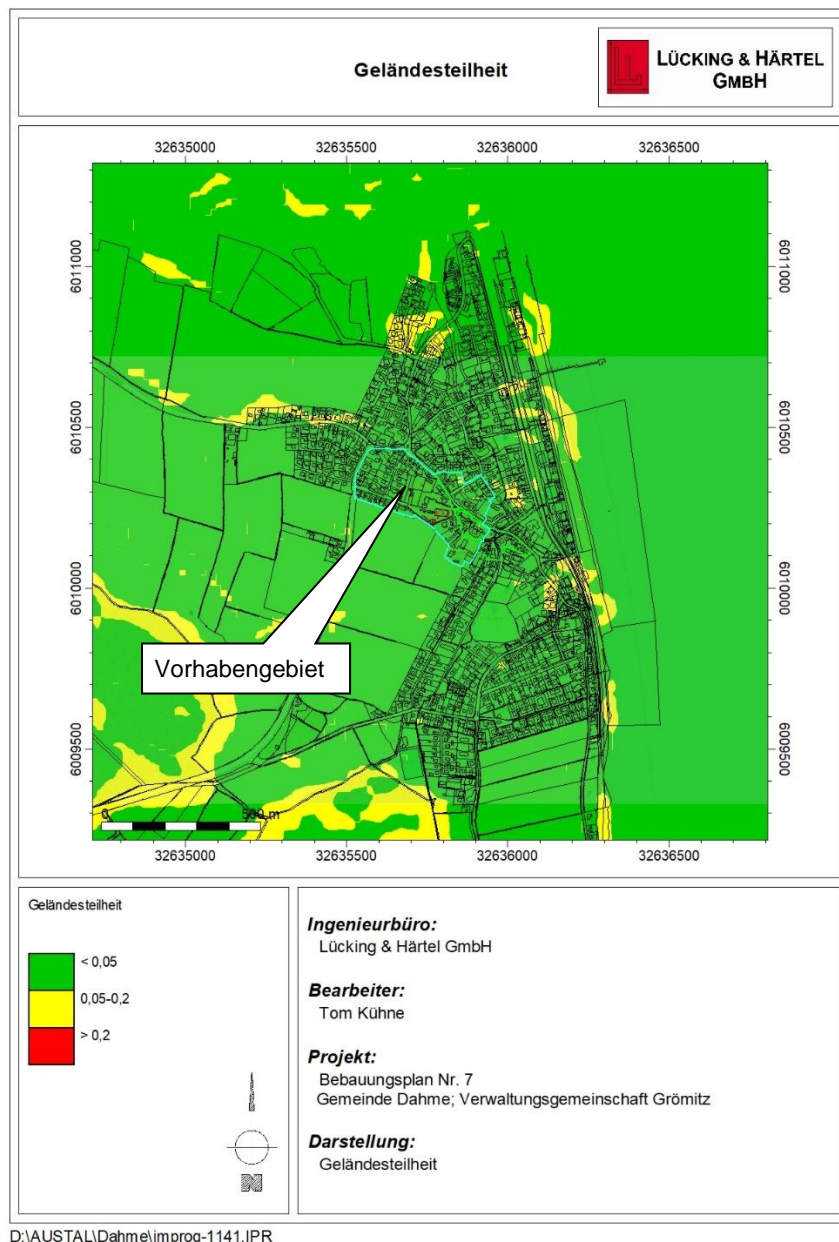 Geländesteilheit
LÜCKING & HÄRTEL
GMBH
32635000 32635500 32636000 32636500
6011000 6011000
6010500 6010500
6010000 6010000
Vorhabengebiet
6009500 6009500
0 500 m
32635000 32635500 32636000 32636500
Geländesteilheit
< 0,05
0,05-0,2
> 0,2
N
Ingenieurbüro:
Lücking & Härtel GmbH
Bearbeiter:
Tom Kühne
Projekt:
Bebauungsplan Nr. 7
Gemeinde Dahme; Verwaltungsgemeinschaft Grömitz
Darstellung:
Geländesteilheit
D:\AUSTAL\Dahme\improg-1141.IPR